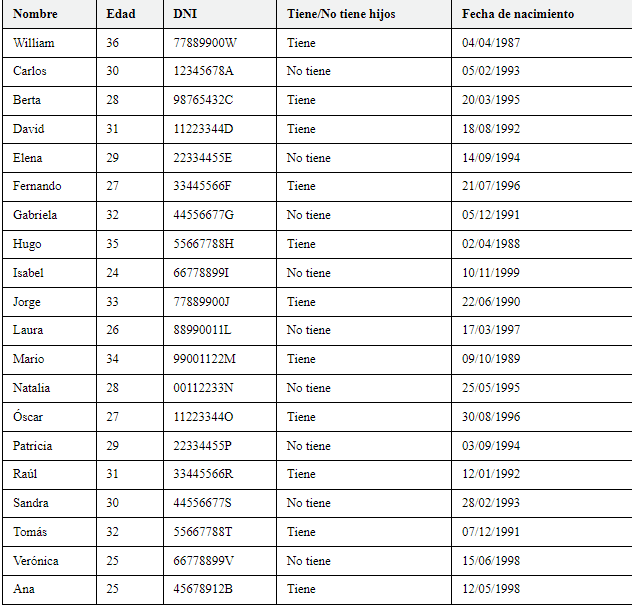 Nombre Edad DNI Tiene/No tiene hijos Fecha de nacimiento
William 36 77889900W Tiene 04/04/1987
Carlos 30 12345678A No tiene 05/02/1993
Berta 28 98765432C Tiene 20/03/1995
David 31 11223344D Tiene 18/08/1992
Elena 29 22334455E No tiene 14/09/1994
Fernando 27 33445566F Tiene 21/07/1996
Gabriela 32 44556677G No tiene 05/12/1991
Hugo 35 55667788H Tiene 02/04/1988
Isabel 24 66778899I No tiene 10/11/1999
Jorge 33 77889900J Tiene 22/06/1990
Laura 26 88990011L No tiene 17/03/1997
Mario 34 99001122M Tiene 09/10/1989
Natalia 28 00112233N No tiene 25/05/1995
Óscar 27 11223344O Tiene 30/08/1996
Patricia 29 22334455P No tiene 03/09/1994
Raúl 31 33445566R Tiene 12/01/1992
Sandra 30 44556677S No tiene 28/02/1993
Tomás 32 55667788T Tiene 07/12/1991
Verónica 25 66778899V No tiene 15/06/1998
Ana 25 45678912B Tiene 12/05/1998